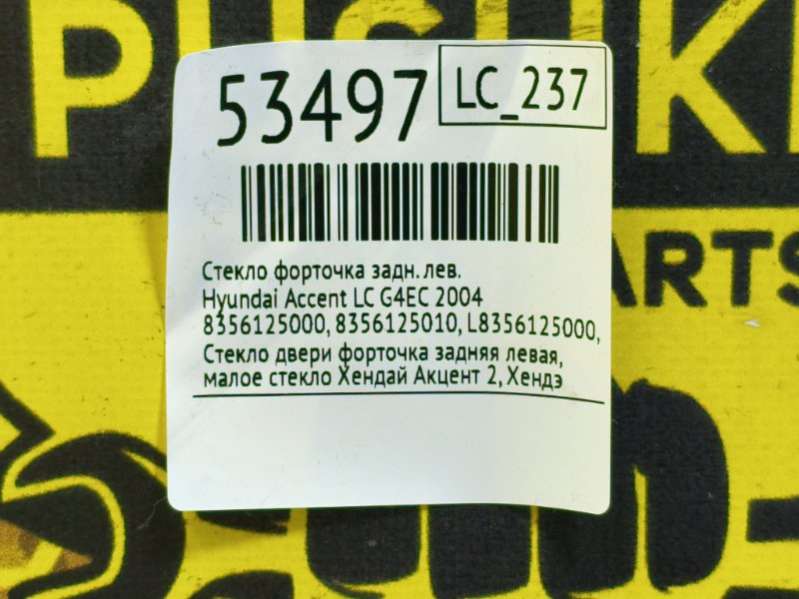 53497
LC_237
Стекло форточка задн. лев.
Hyundai Accent LC G4EC 2004
8356125000, 8356125010, L8356125000,
Стекло двери форточка задняя левая,
малое стекло Хендай Акцент 2, Хендэ